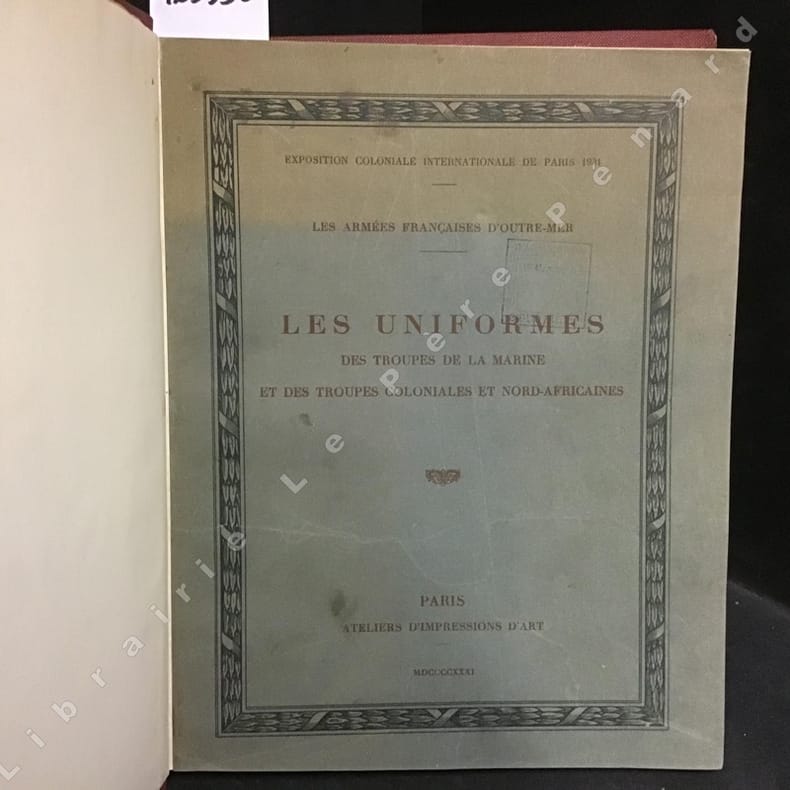 EXPOSITION COLONIALE INTERNATIONALE DE PARIS 1931
LES ARMÉES FRANÇAISES D'OUTRE-MER
LES UNIFORMES
DES TROUPES DE LA MARINE
ET DES TROUPES COLONIALES ET NORD-AFRICAINES
PARIS
ATELIERS D'IMPRESSIONS D'ART
MDCCCCXXXI
Librairie Le Pere Penard